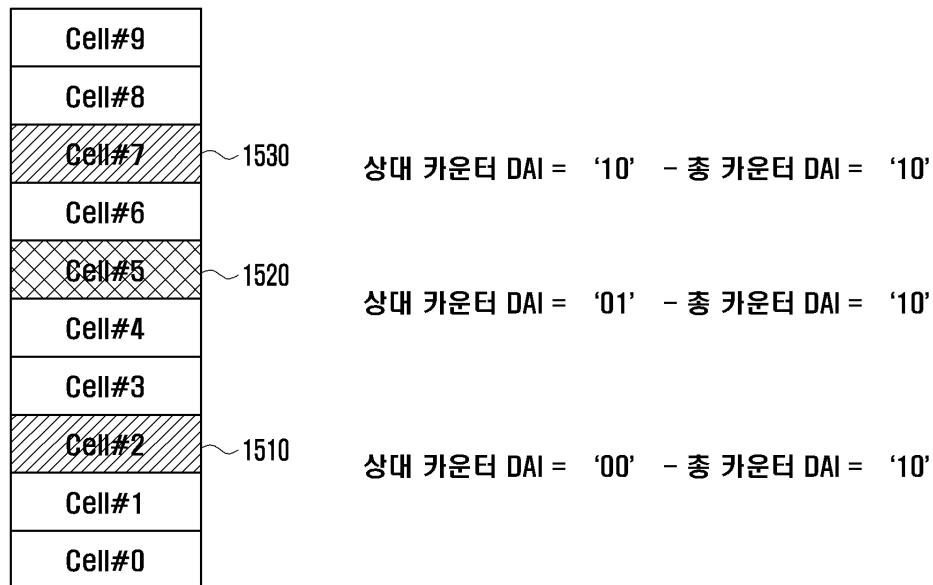 Cell#9
Cell#8
Cell#7 1530 상대 카운터 DAI = ‘10’ - 총 카운터 DAI = ‘10’
Cell#6
Cell#5 1520 상대 카운터 DAI = ‘01’ - 총 카운터 DAI = ‘10’
Cell#4
Cell#3
Cell#2 1510 상대 카운터 DAI = ‘00’ - 총 카운터 DAI = ‘10’
Cell#1
Cell#0